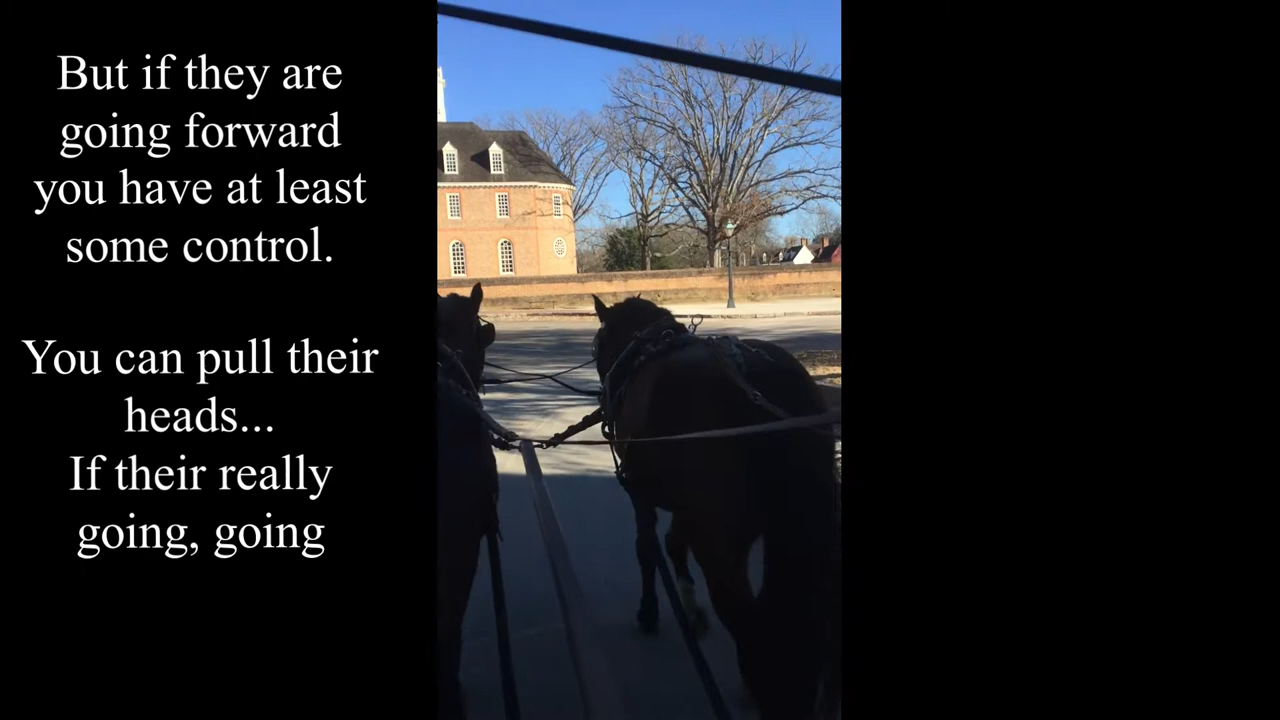 But if they are
going forward
you have at least
some control.
You can pull their
heads...
If their really
going, going